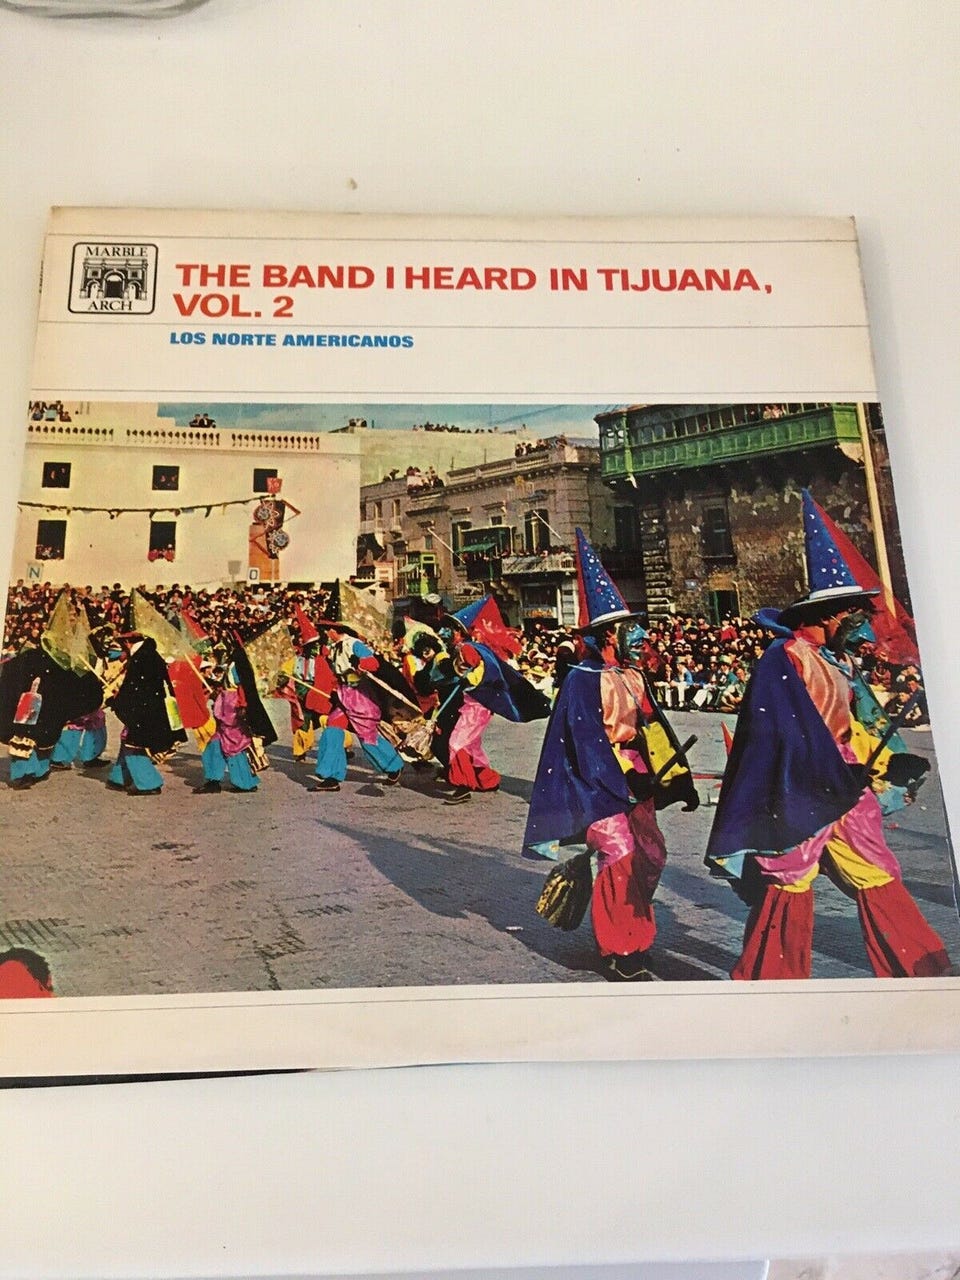 MARBLE
ARCH
THE BAND I HEARD IN TIJUANA,
VOL. 2
LOS NORTE AMERICANOS
N
O